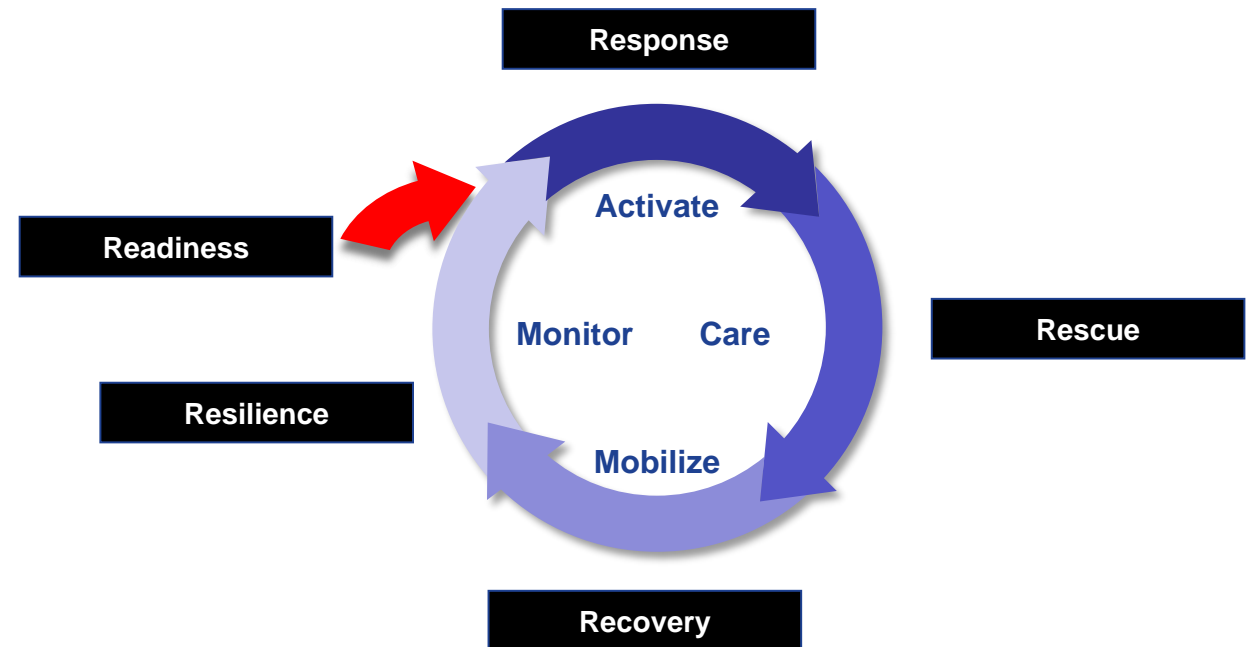 Response
Activate
Readiness
Monitor
Care
Rescue
Resilience
Mobilize
Recovery